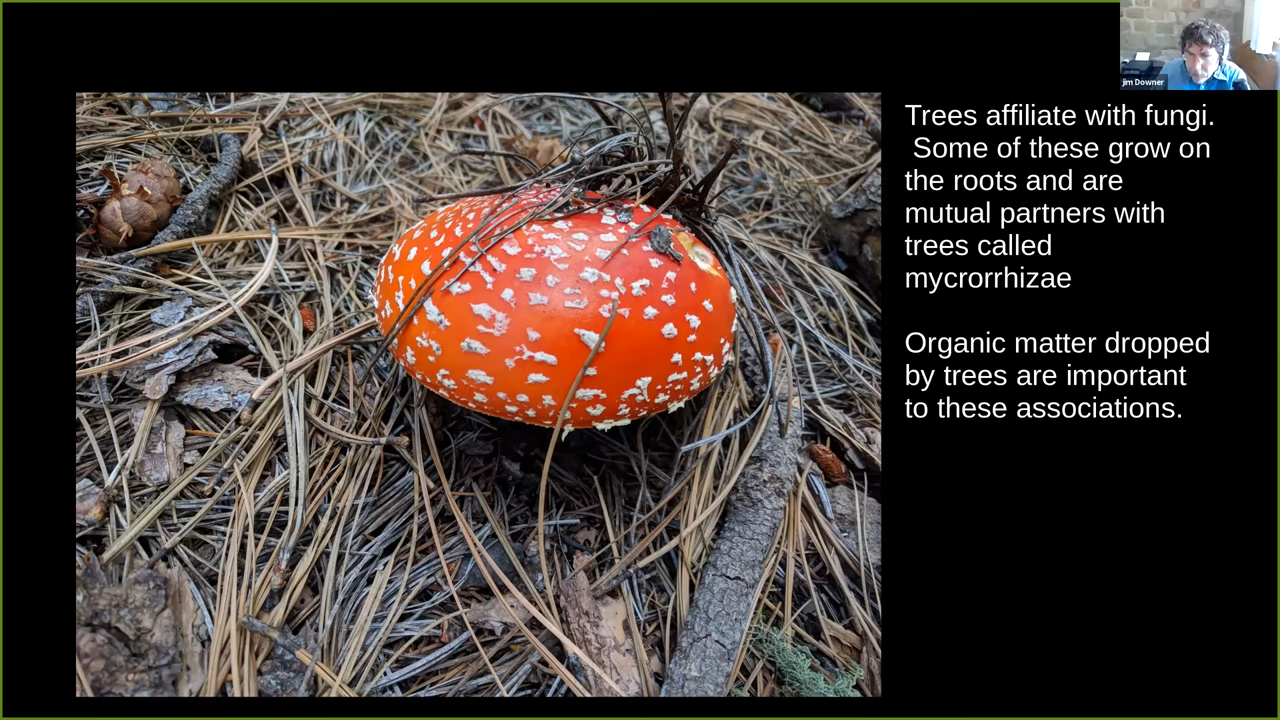 Jim Downer
Trees affiliate with fungi.
Some of these grow on
the roots and are
mutual partners with
trees called
mycrorrhizae
Organic matter dropped
by trees are important
to these associations.